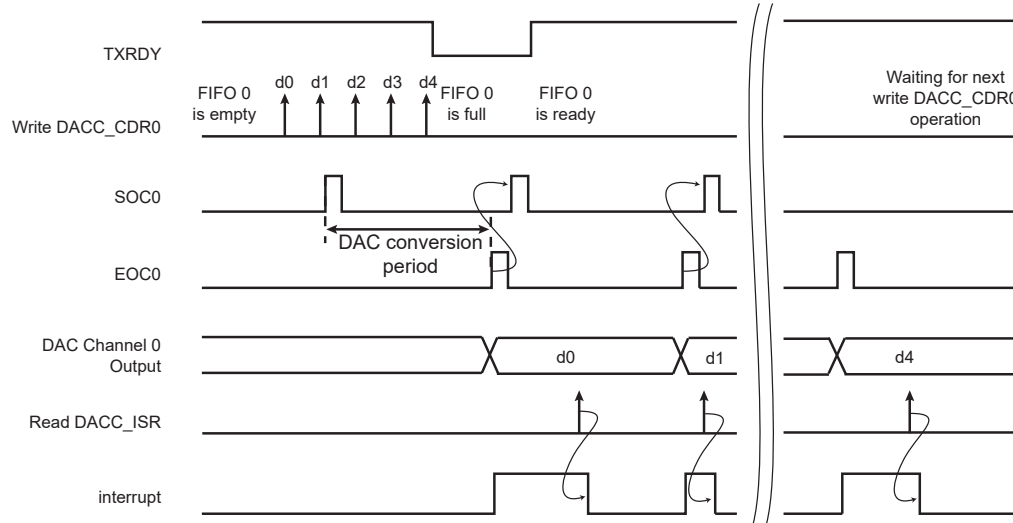 TXRDY
FIFO 0
is empty
d0
d1
d2
d3
d4
FIFO 0
is full
FIFO 0
is ready
Waiting for next
write DACC_CDR0
operation
Write DACC_CDR0
SOC0
DAC conversion
period
EOC0
DAC Channel 0
Output
d0
d1
d4
Read DACC_ISR
interrupt